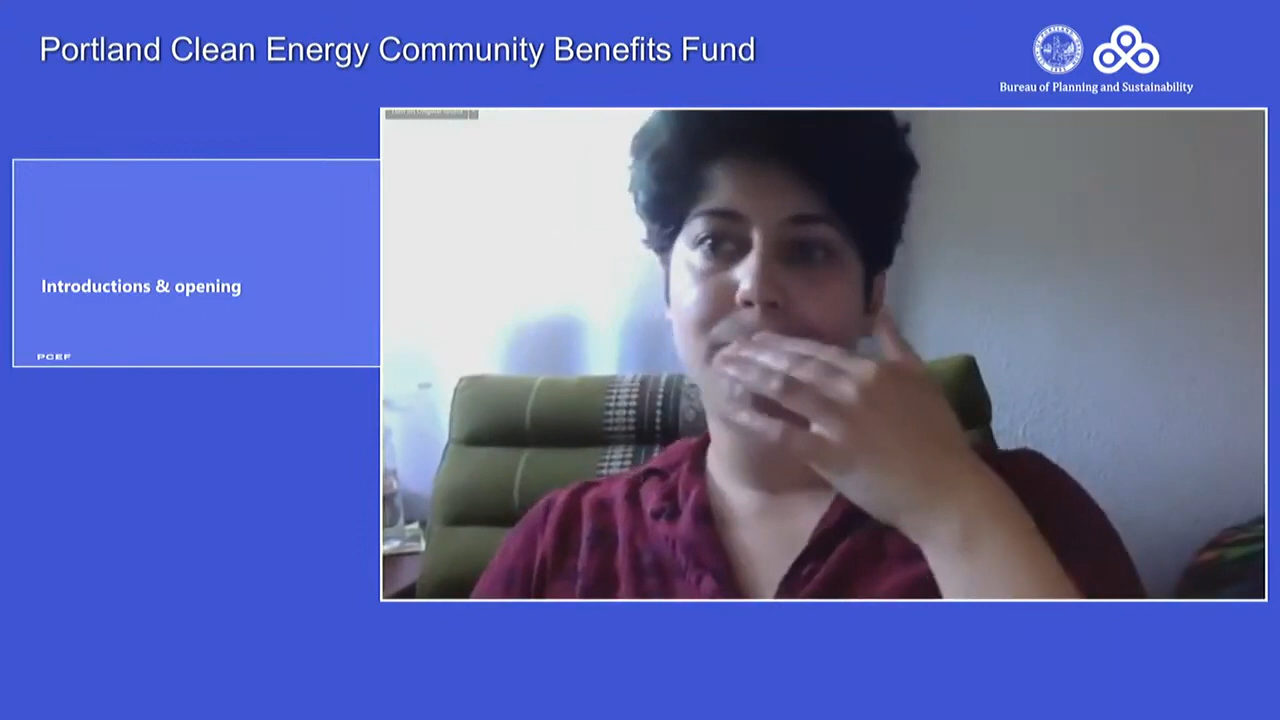 Portland Clean Energy Community Benefits Fund
Bureau of Planning and Sustainability
Introductions & opening
PCEF